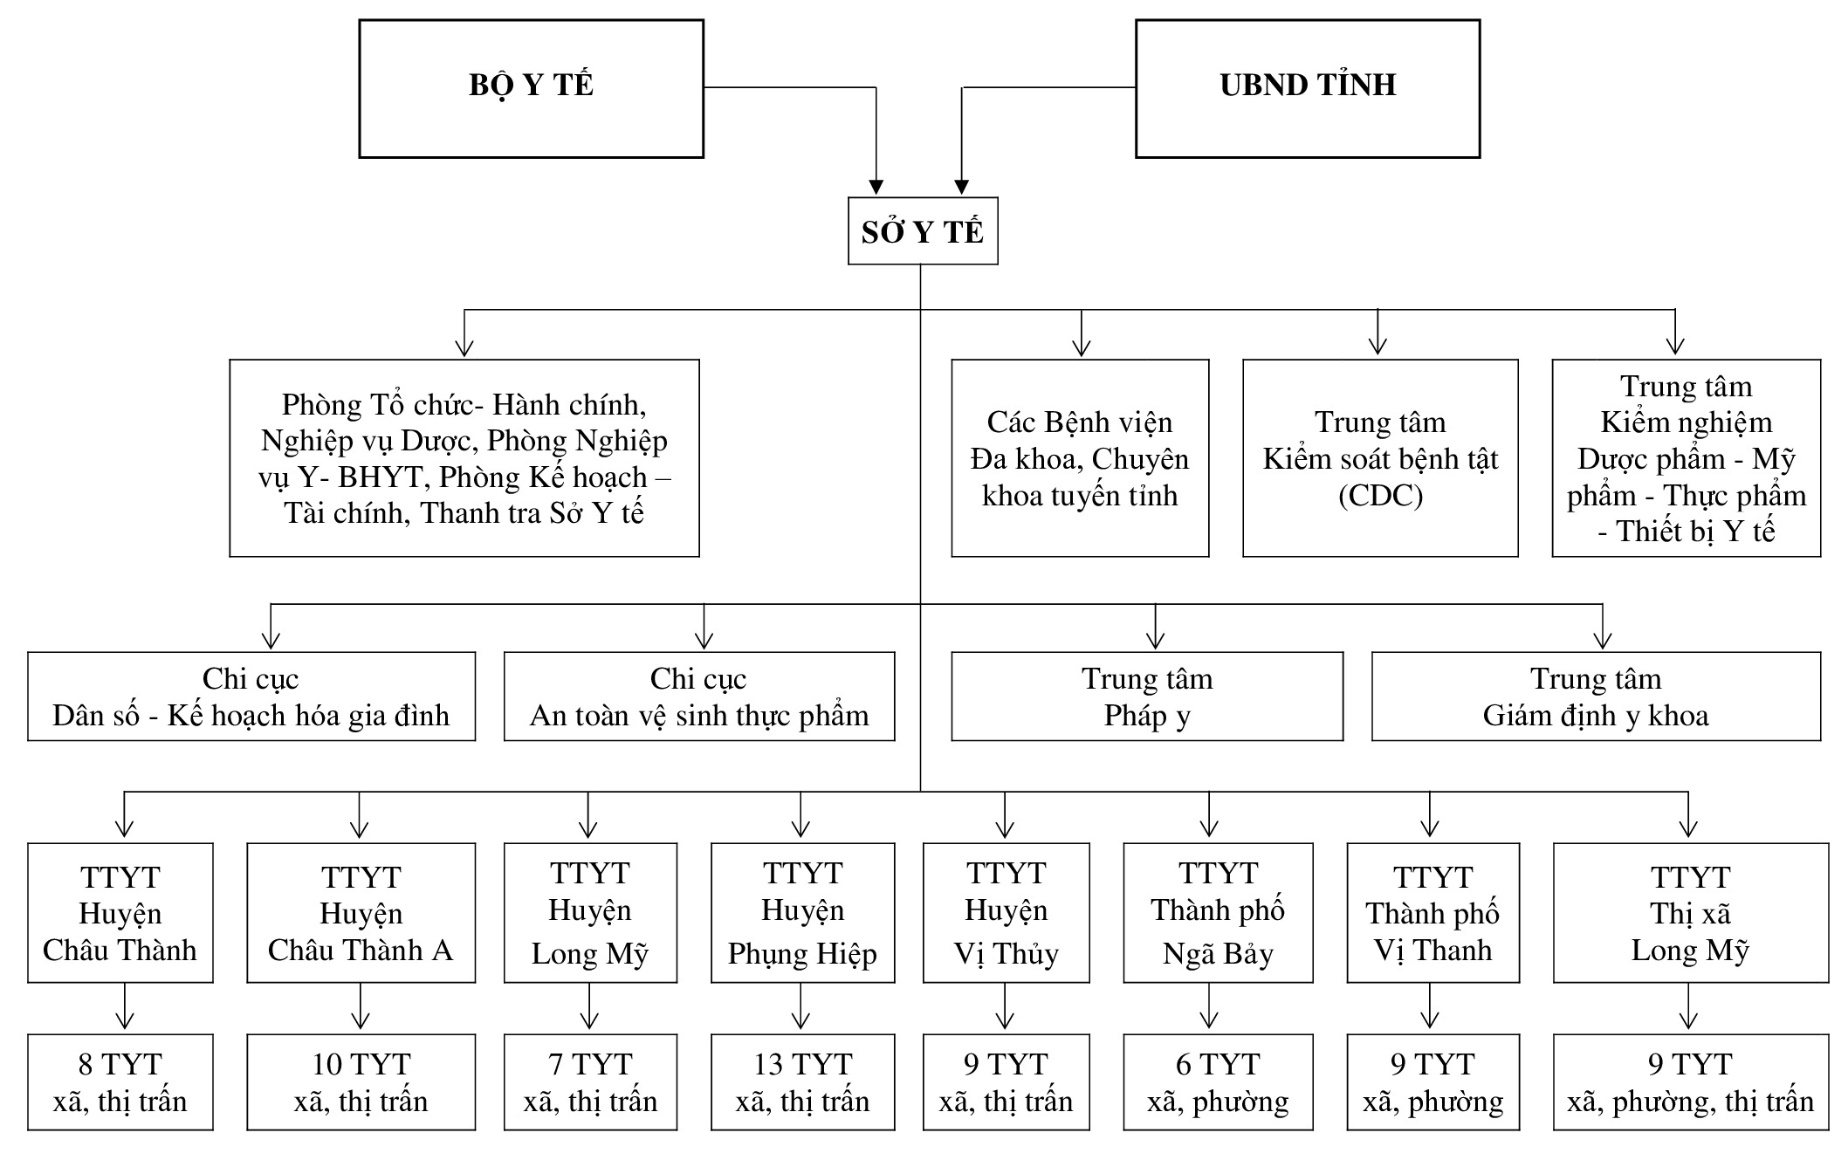 BỘ Y TẾ
UBND TỈNH
SỞ Y TẾ
Phòng Tổ chức- Hành chính,
Nghiệp vụ Dược, Phòng Nghiệp
vụ Y- BHYT, Phòng Kế hoạch –
Tài chính, Thanh tra Sở Y tế
Các Bệnh viện
Đa khoa, Chuyên
khoa tuyến tỉnh
Trung tâm
Kiểm soát bệnh tật
(CDC)
Trung tâm
Kiểm nghiệm
Dược phẩm - Mỹ
phẩm - Thực phẩm
- Thiết bị Y tế
Chi cục
Dân số - Kế hoạch hóa gia đình
Chi cục
An toàn vệ sinh thực phẩm
Trung tâm
Pháp y
Trung tâm
Giám định y khoa
TTYT
Huyện
Châu Thành
TTYT
Huyện
Châu Thành A
TTYT
Huyện
Long Mỹ
TTYT
Huyện
Phụng Hiệp
TTYT
Huyện
Vị Thủy
TTYT
Thành phố
Ngã Bảy
TTYT
Thành phố
Vị Thanh
TTYT
Thị xã
Long Mỹ
8 TYT
xã, thị trấn
10 TYT
xã, thị trấn
7 TYT
xã, thị trấn
13 TYT
xã, thị trấn
9 TYT
xã, thị trấn
6 TYT
xã, phường
9 TYT
xã, phường
9 TYT
xã, phường, thị trấn